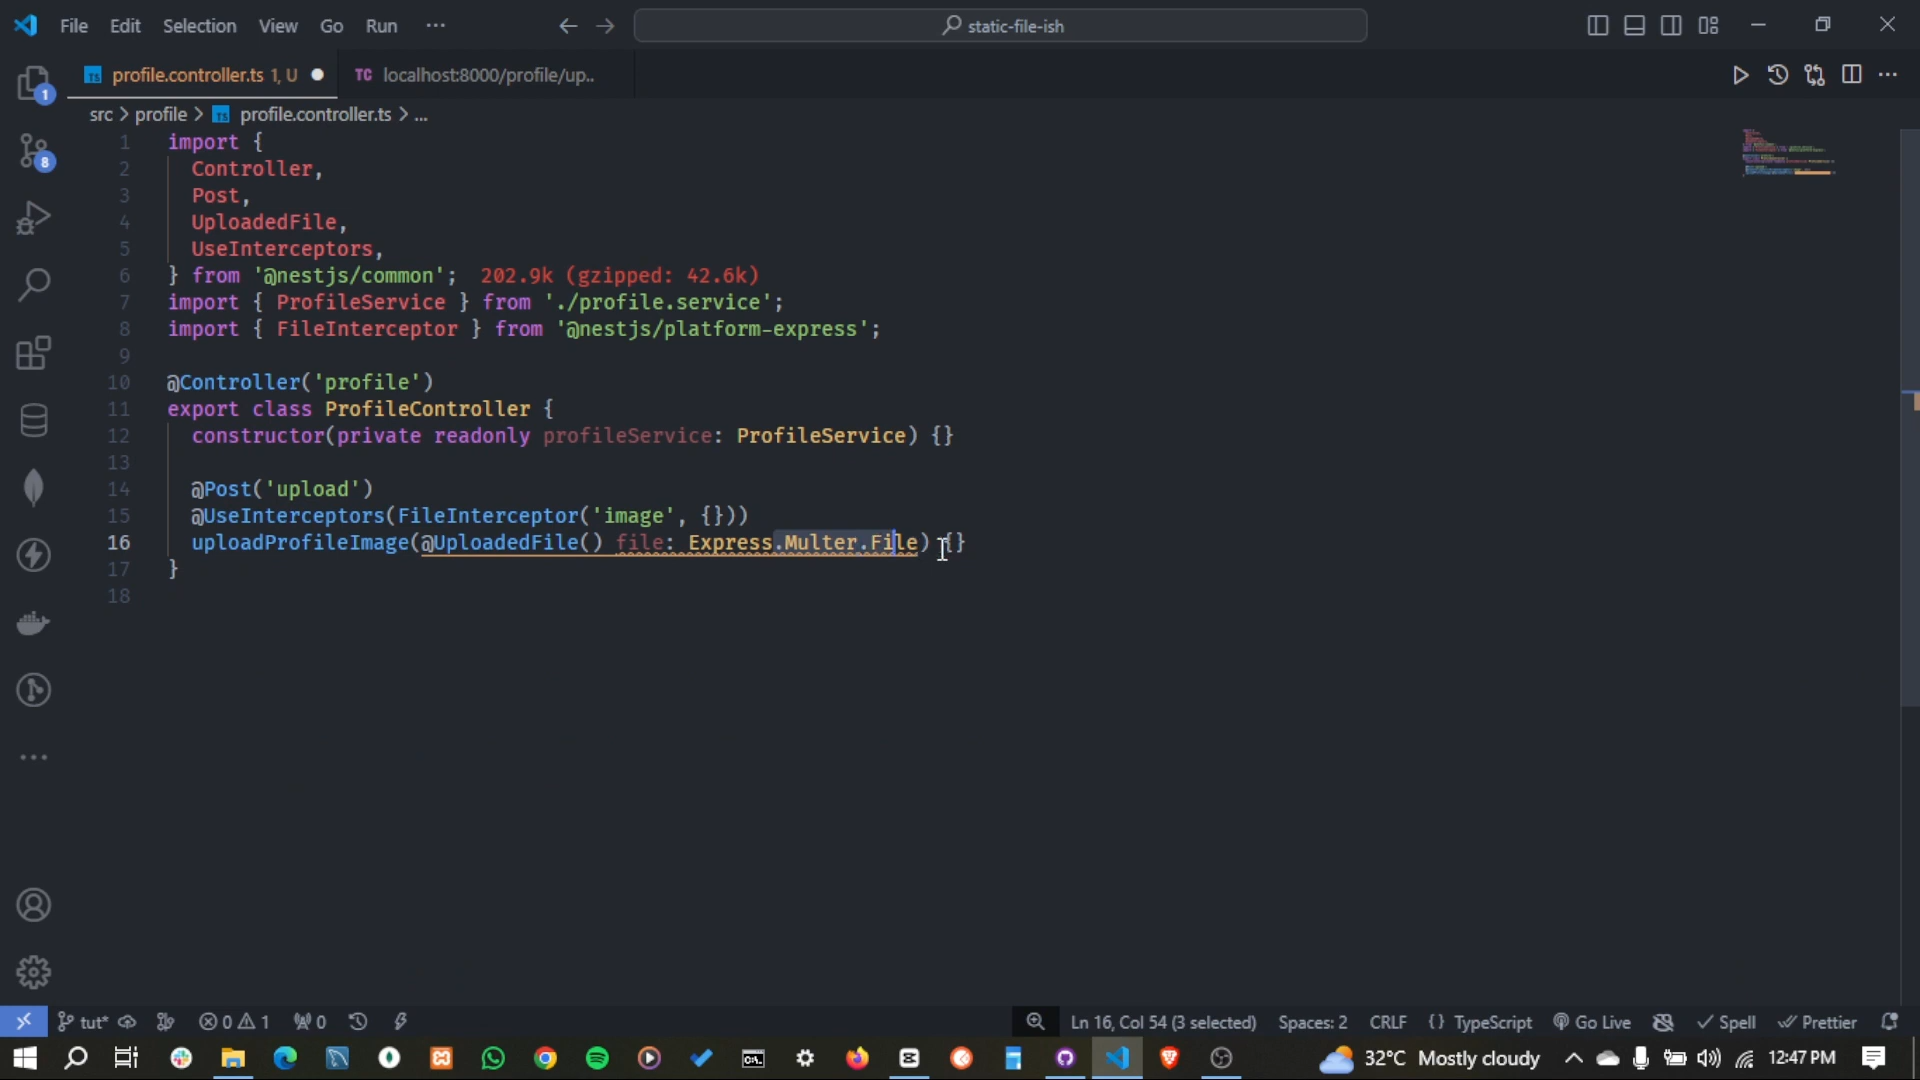 File Edit Selection View Go Run ··· static-file-ish
profile.controller.ts 1, U TC localhost:8000/profile/up..
1
src > profile > TS profile.controller.ts > ...
8
1 import {
2 Controller,
3 Post,
4 UploadedFile,
5 UseInterceptors,
6 } from '@nestjs/common'; 202.9k (gzipped: 42.6k)
7 import { ProfileService } from './profile.service';
8 import { FileInterceptor } from '@nestjs/platform-express';
9
10 @Controller('profile')
11 export class ProfileController {
12 constructor(private readonly profileService: ProfileService) {}
13
14 @Post('upload')
15 @UseInterceptors(FileInterceptor('image', {}))
16 uploadProfileImage(@UploadedFile() file: Express.Multer.File) {}
17 }
18
tut* 0 1 0 Ln 16, Col 54 (3 selected) Spaces: 2 CRLF {} TypeScript Go Live Spell Prettier
32°C Mostly cloudy 12:47 PM